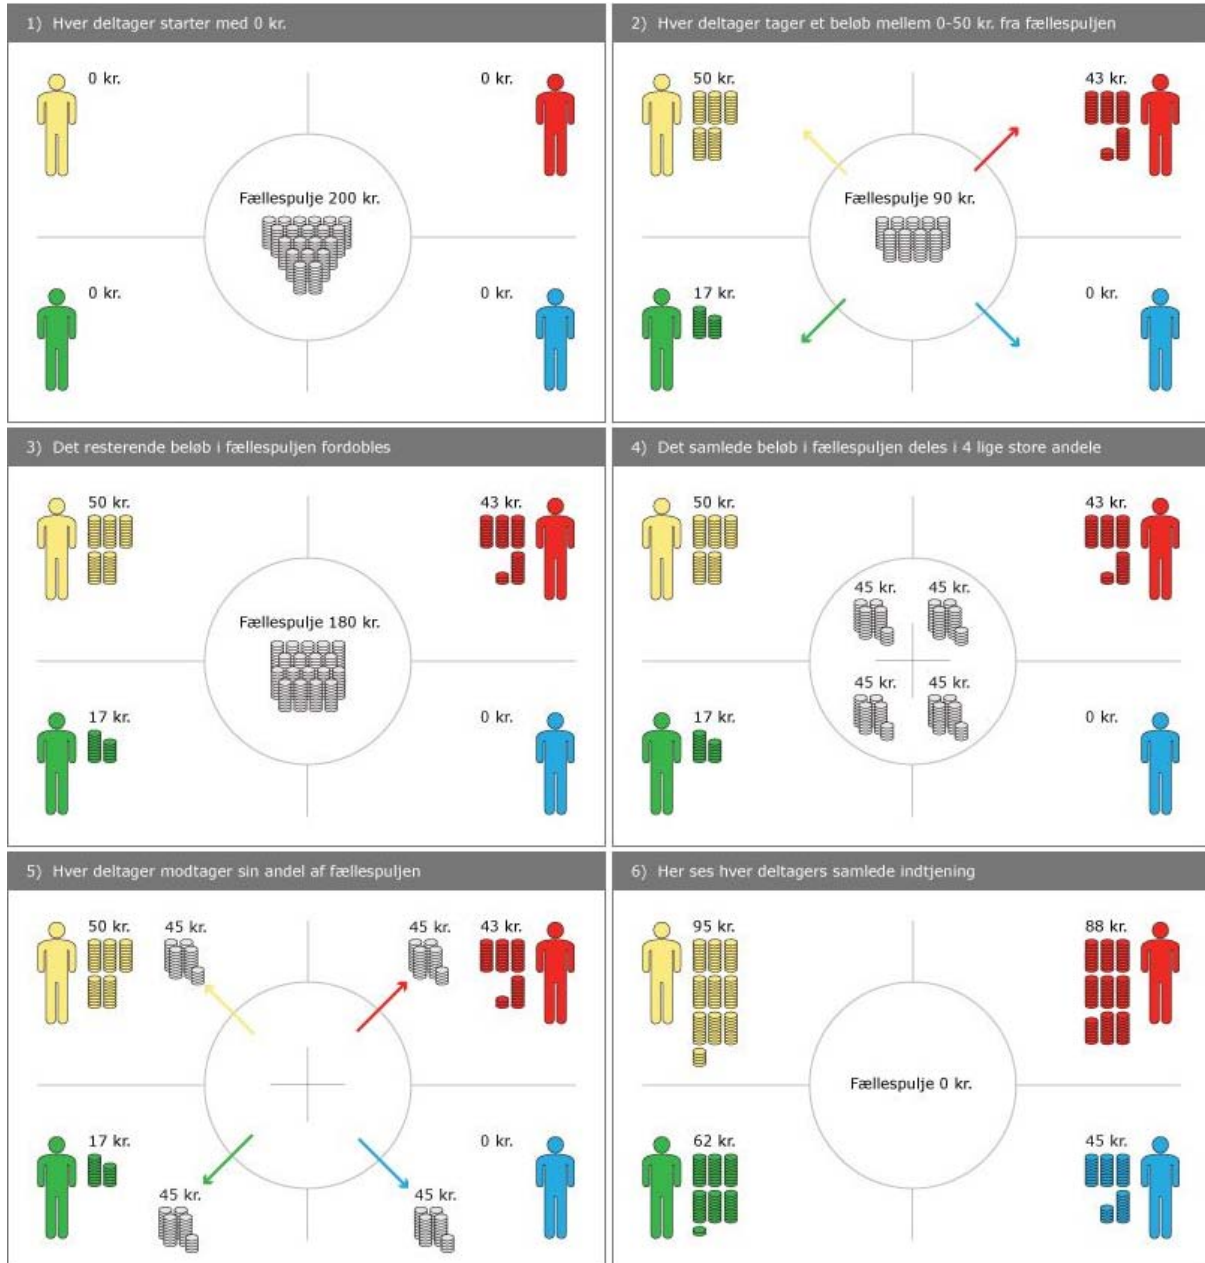 1) Hver deltager starter med 0 kr.
0 kr.
0 kr.
Fællespulje 200 kr.
0 kr.
0 kr.
2) Hver deltager tager et beløb mellem 0-50 kr. fra fællespuljen
50 kr.
43 kr.
Fællespulje 90 kr.
17 kr.
0 kr.
3) Det resterende beløb i fællespuljen fordobles
50 kr.
43 kr.
Fællespulje 180 kr.
17 kr.
0 kr.
4) Det samlede beløb i fællespuljen deles i 4 lige store andele
50 kr.
43 kr.
45 kr.
45 kr.
45 kr.
45 kr.
17 kr.
0 kr.
5) Hver deltager modtager sin andel af fællespuljen
50 kr.
45 kr.
45 kr.
43 kr.
17 kr.
0 kr.
45 kr.
45 kr.
6) Her ses hver deltagers samlede indtjening
95 kr.
88 kr.
Fællespulje 0 kr.
62 kr.
45 kr.